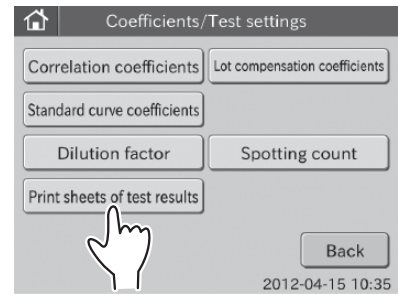 Coefficients/Test settings
Correlation coefficients Lot compensation coefficients
Standard curve coefficients
Dilution factor Spotting count
Print sheets of test results
Back
2012-04-15 10:35